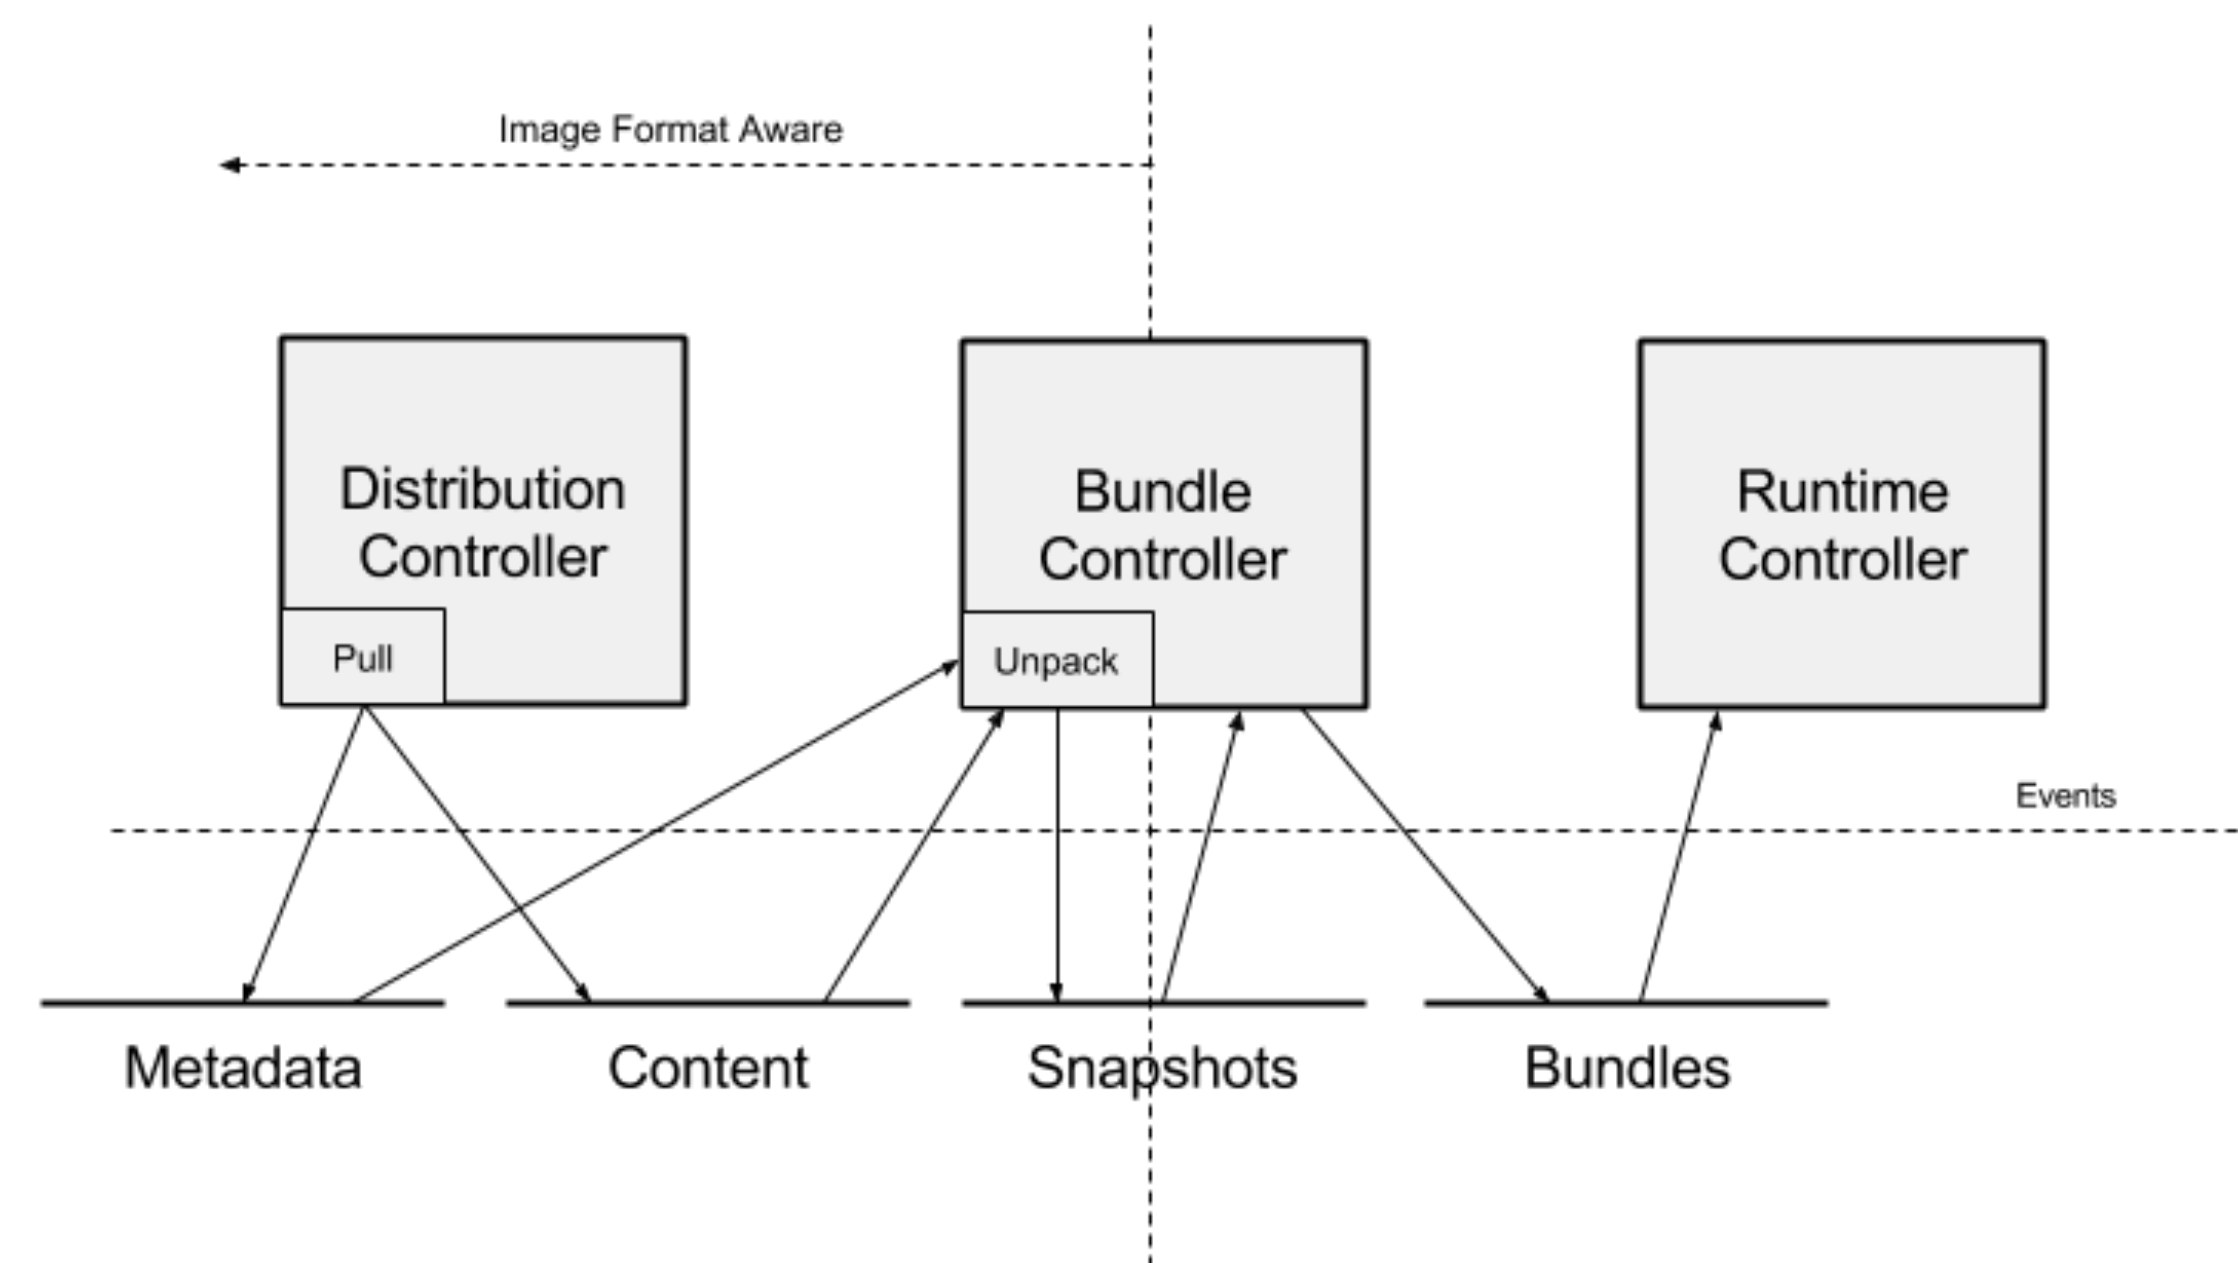 Image Format Aware
Distribution
Controller
Pull
Bundle
Controller
Unpack
Runtime
Controller
Events
Metadata
Content
Snapshots
Bundles